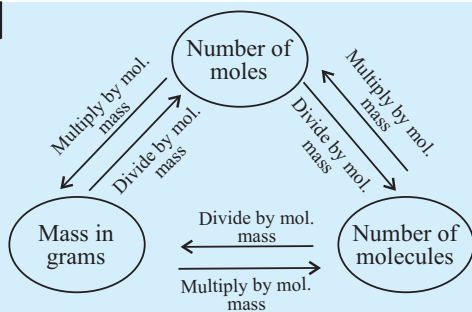 Number of
moles
Multiply by mol.
mass
Divide by mol.
mass
Divide by mol.
mass
Multiply by mol.
mass
Mass in
grams
Divide by mol.
mass
Multiply by mol.
mass
Number of
molecules